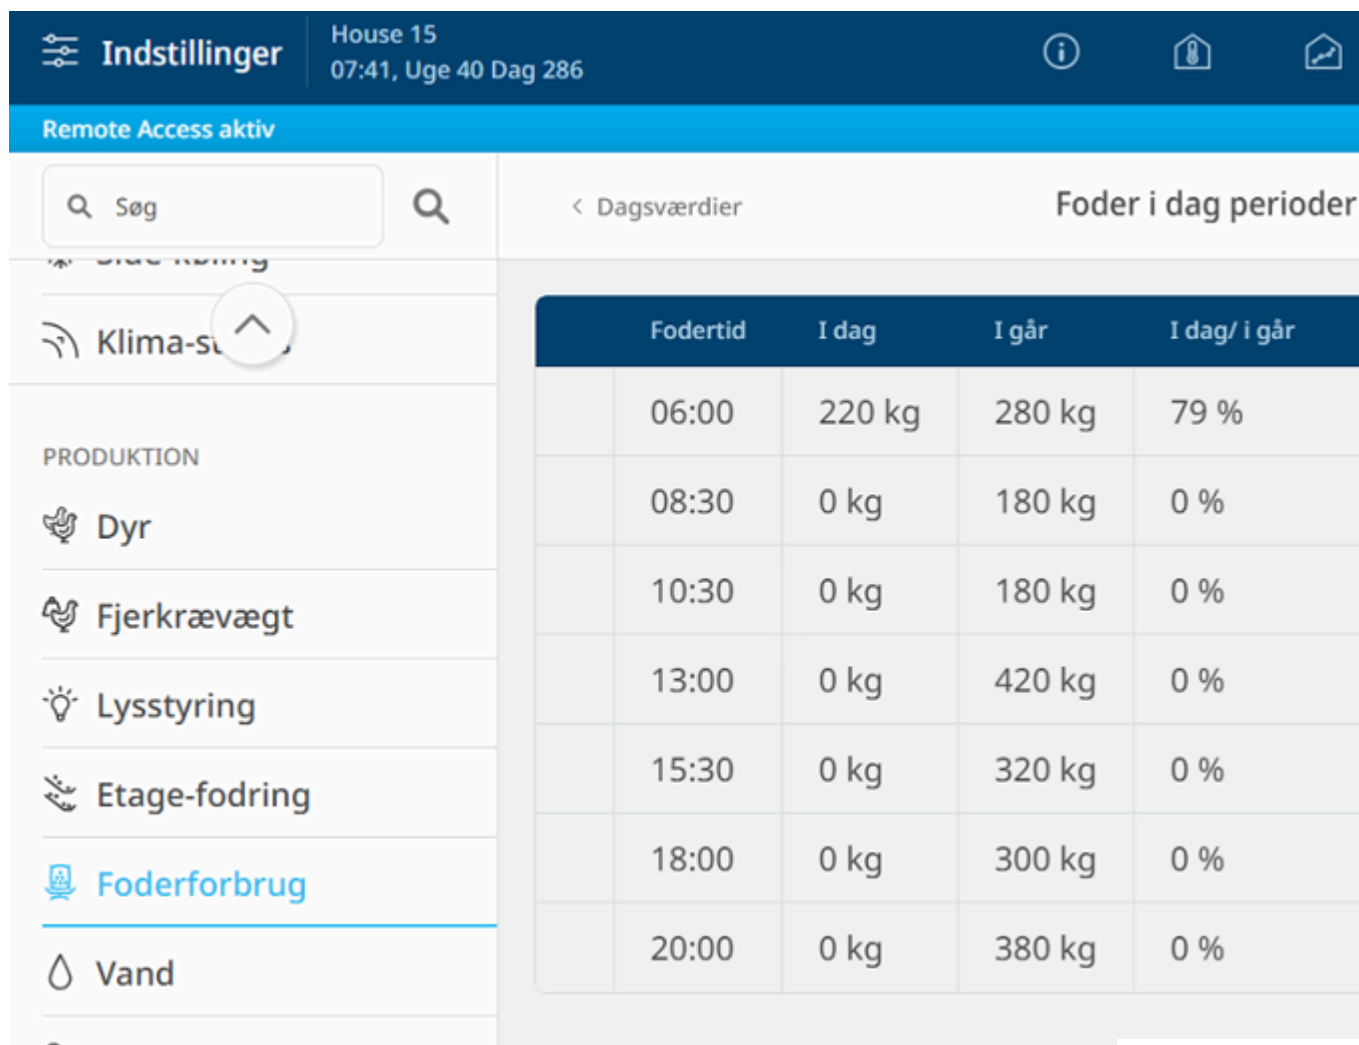 Indstillinger
House 15
07:41, Uge 40 Dag 286
Remote Access aktiv
Søg
Dagsværdier
Foder i dag perioder
Side-køling
PRODUKTION
Dyr
Fjerkrævægt
Lysstyring
Etage-fodring
Foderforbrug
Vand
Fodertid I dag I går I dag/ i går
06:00 220 kg 280 kg 79 %
08:30 0 kg 180 kg 0 %
10:30 0 kg 180 kg 0 %
13:00 0 kg 420 kg 0 %
15:30 0 kg 320 kg 0 %
18:00 0 kg 300 kg 0 %
20:00 0 kg 380 kg 0 %